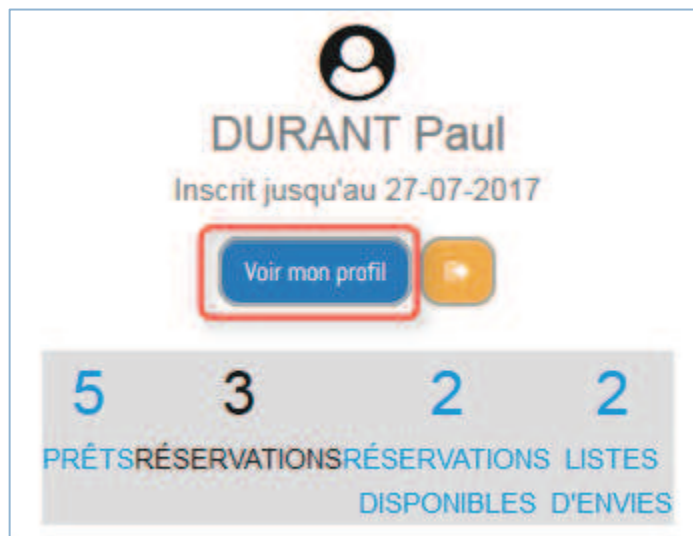 DURANT Paul
Inscrit jusqu'au 27-07-2017
Voir mon profil
5 3 2 2
PRÊTS RÉSERVATIONS RÉSERVATIONS LISTES
DISPONIBLES D'ENVIES